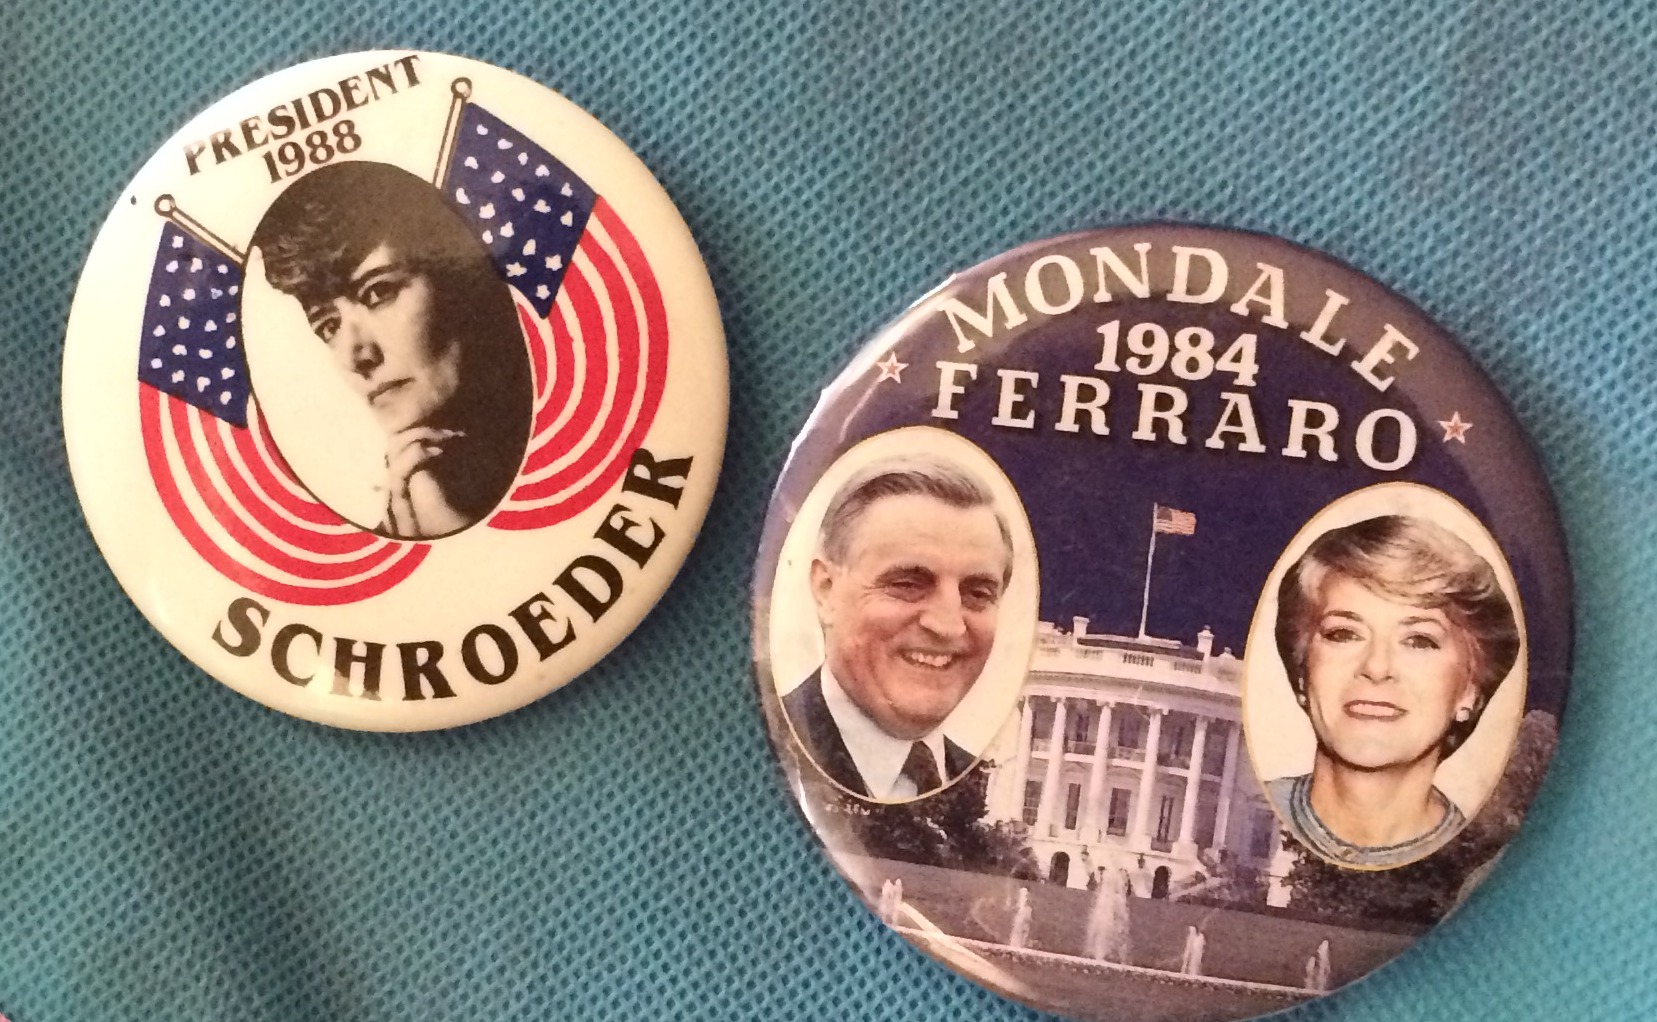 PRESIDENT
1988
SCHROEDER
MONDALE
1984
FERRARO